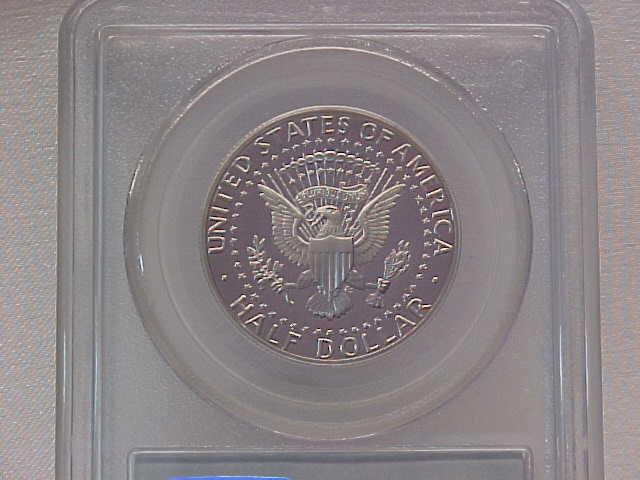 UNITED STATES OF AMERICA
HALF DOLLAR